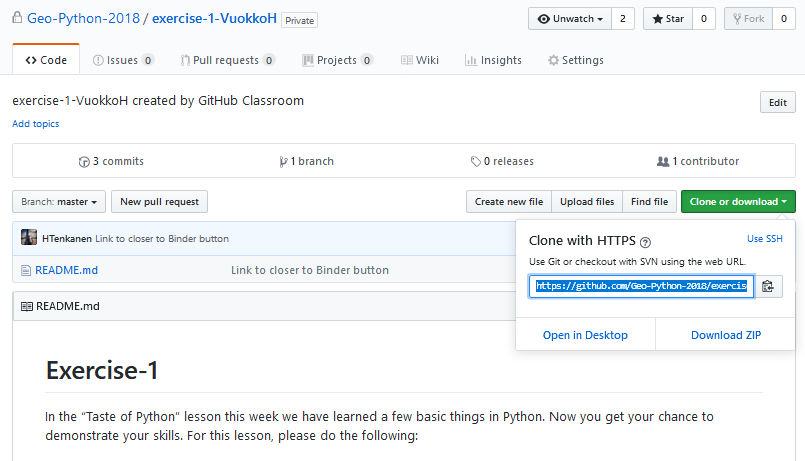 Geo-Python-2018 / exercise-1-VuokkoH Private
Unwatch 2 Star 0 Fork 0
Code Issues 0 Pull requests 0 Projects 0 Wiki Insights Settings
exercise-1-VuokkoH created by GitHub Classroom Edit
Add topics
3 commits 1 branch 0 releases 1 contributor
Branch: master New pull request Create new file Upload files Find file Clone or download
HTenkanen Link to closer to Binder button
README.md Link to closer to Binder button
Clone with HTTPS ? Use SSH
Use Git or checkout with SVN using the web URL.
https://github.com/Geo-Python-2018/exercis
Open in Desktop Download ZIP
README.md
Exercise-1
In the “Taste of Python” lesson this week we have learned a few basic things in Python. Now you get your chance to
demonstrate your skills. For this lesson, please do the following: